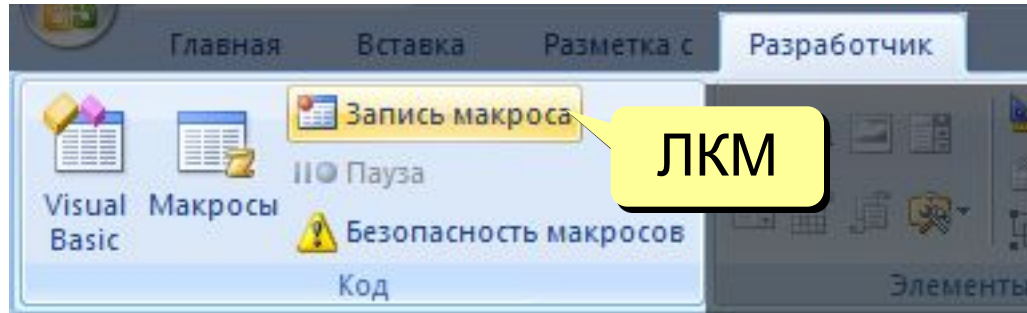 Главная Вставка Разметка с Разработчик
Запись макроса
ЛКМ
Пауза
Visual Basic
Макросы
Безопасность макросов
Код
Элементы